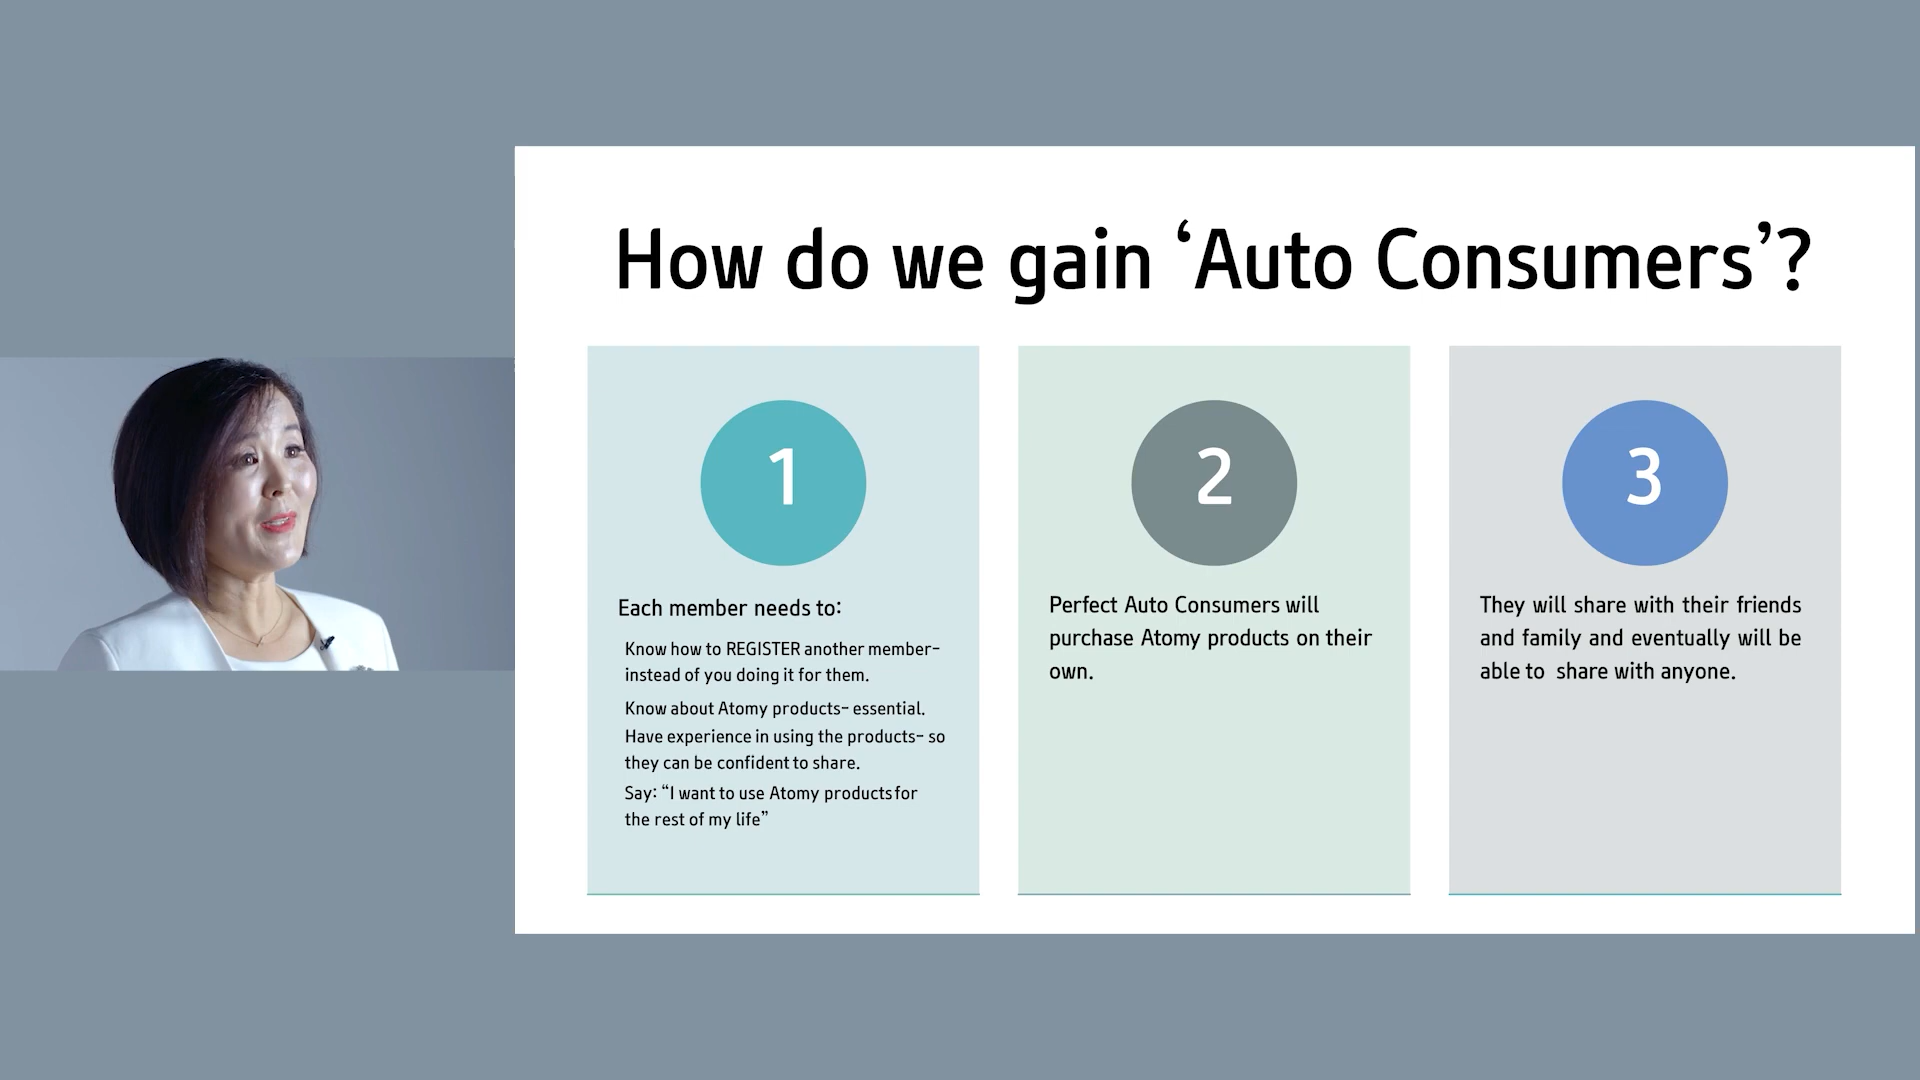 How do we gain ‘Auto Consumers’?
1
Each member needs to:
Know how to REGISTER another member-
instead of you doing it for them.
Know about Atomy products- essential.
Have experience in using the products- so
they can be confident to share.
Say: “I want to use Atomy products for
the rest of my life”
2
Perfect Auto Consumers will
purchase Atomy products on their
own.
3
They will share with their friends
and family and eventually will be
able to  share with anyone.